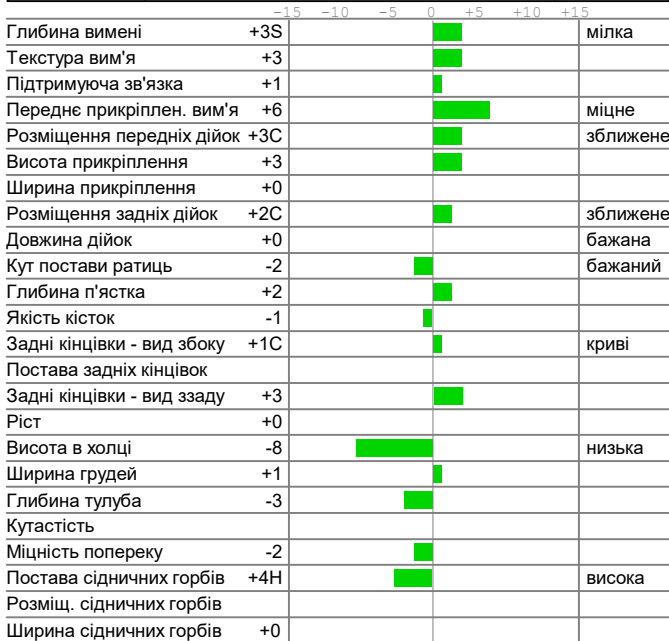 -15 -10 -5 0 +5 +10 +15
Глибина вимені +3S мілка
Текстура вим'я +3
Підтримуюча зв'язка +1
Переднє прикріплен. вим'я +6 міцне
Розміщення передніх дійок +3C зближене
Висота прикріплення +3
Ширина прикріплення +0
Розміщення задніх дійок +2C зближене
Довжина дійок +0 бажана
Кут постави ратиць -2 бажаний
Глибина п'ястка +2
Якість кісток -1
Задні кінцівки - вид збоку +1C криві
Постава задніх кінцівок
Задні кінцівки - вид ззаду +3
Ріст +0
Висота в холці -8 низька
Ширина грудей +1
Глибина тулуба -3
Кутастість
Міцність попереку -2
Постава сідничних горбів +4H висока
Розміщ. сідничних горбів
Ширина сідничних горбів +0